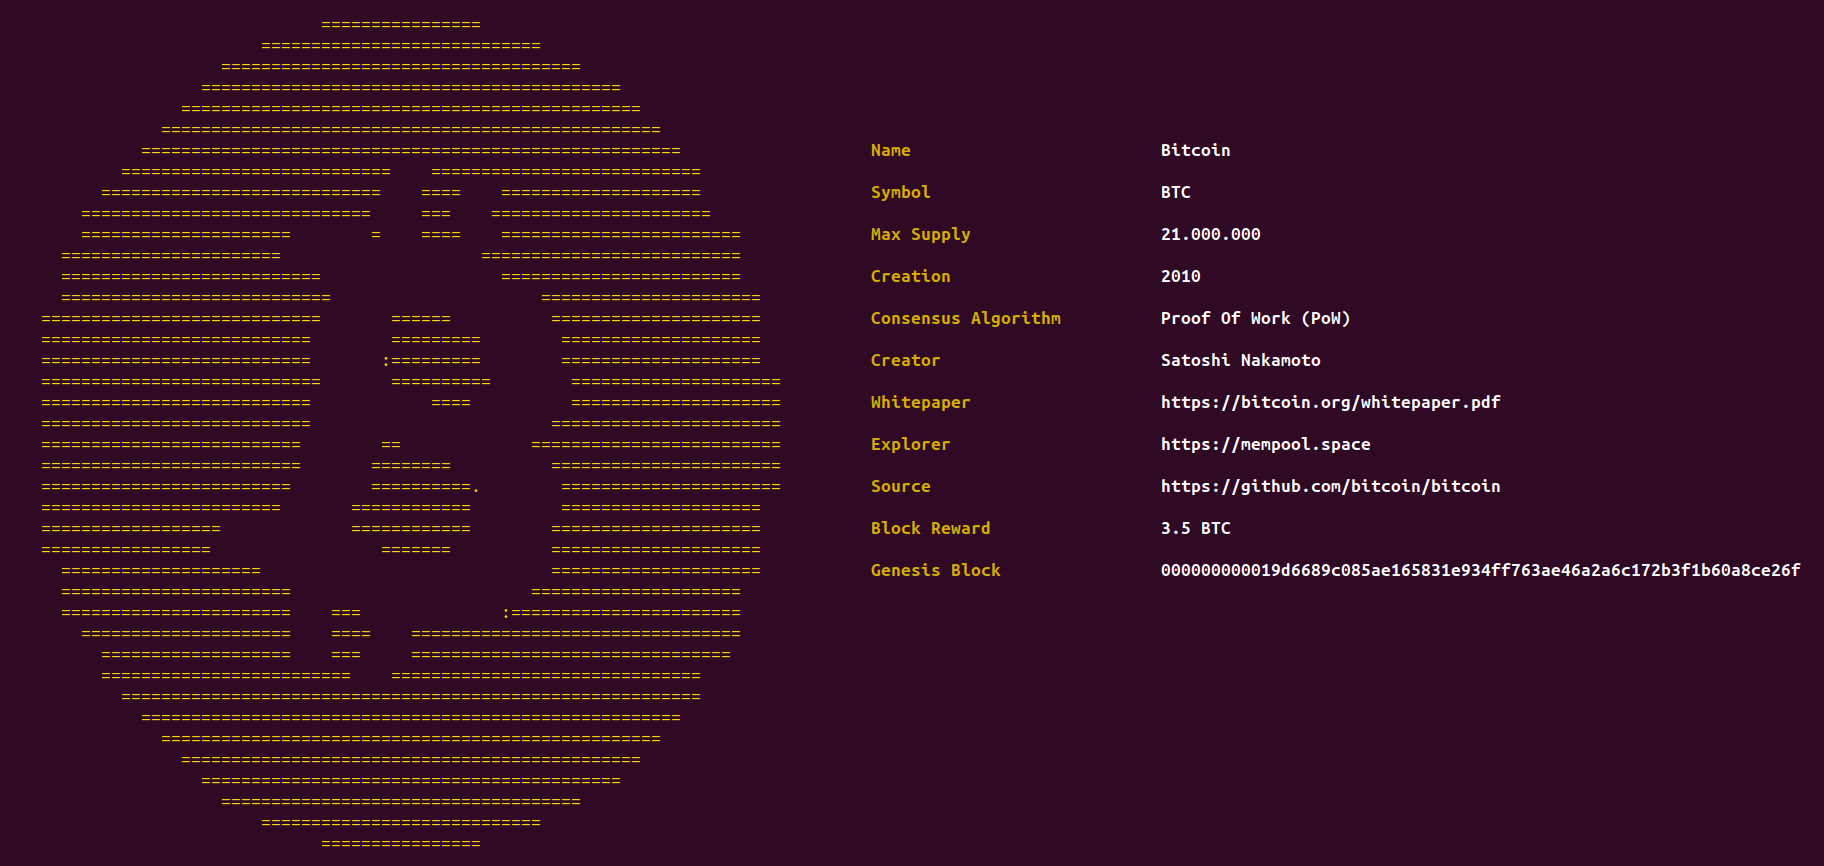 Name Bitcoin
Symbol BTC
Max Supply 21.000.000
Creation 2010
Consensus Algorithm Proof Of Work (PoW)
Creator Satoshi Nakamoto
Whitepaper https://bitcoin.org/whitepaper.pdf
Explorer https://mempool.space
Source https://github.com/bitcoin/bitcoin
Block Reward 3.5 BTC
Genesis Block 000000000019d6689c085ae165831e934ff763ae46a2a6c172b3f1b60a8ce26f